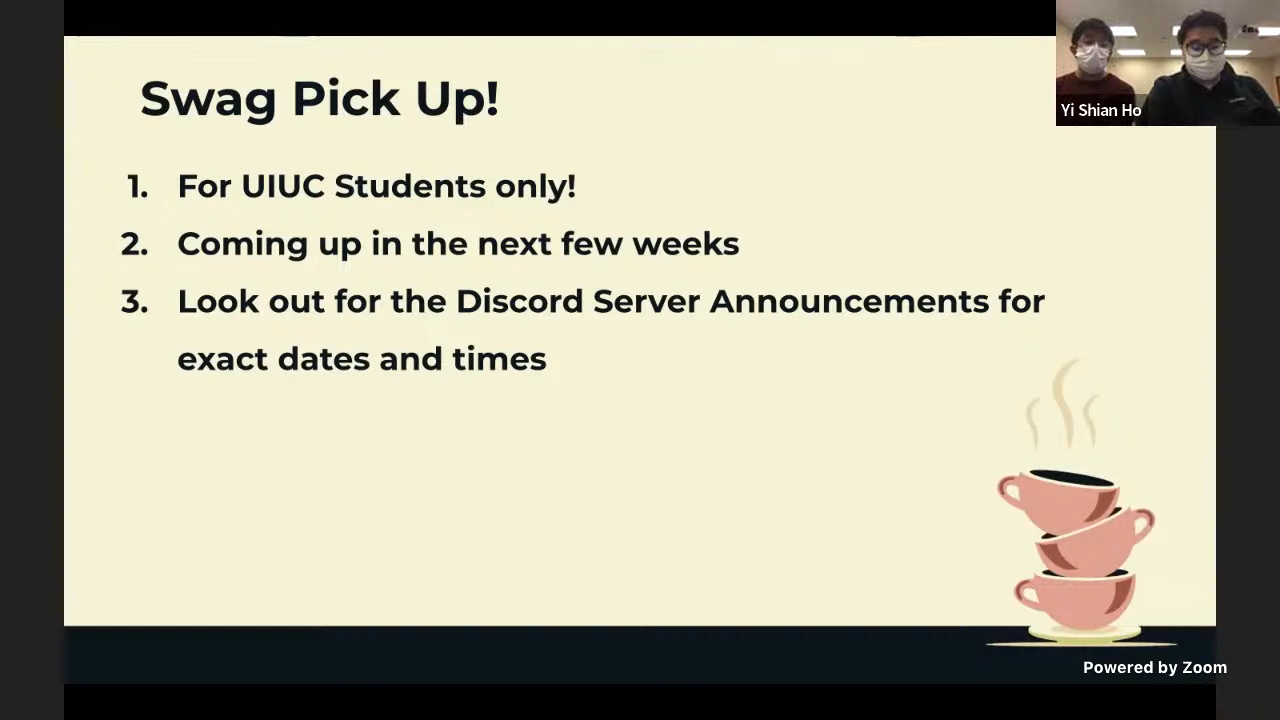 Swag Pick Up!
Yi Shian Ho
1. For UIUC Students only!
2. Coming up in the next few weeks
3. Look out for the Discord Server Announcements for
exact dates and times
Powered by Zoom